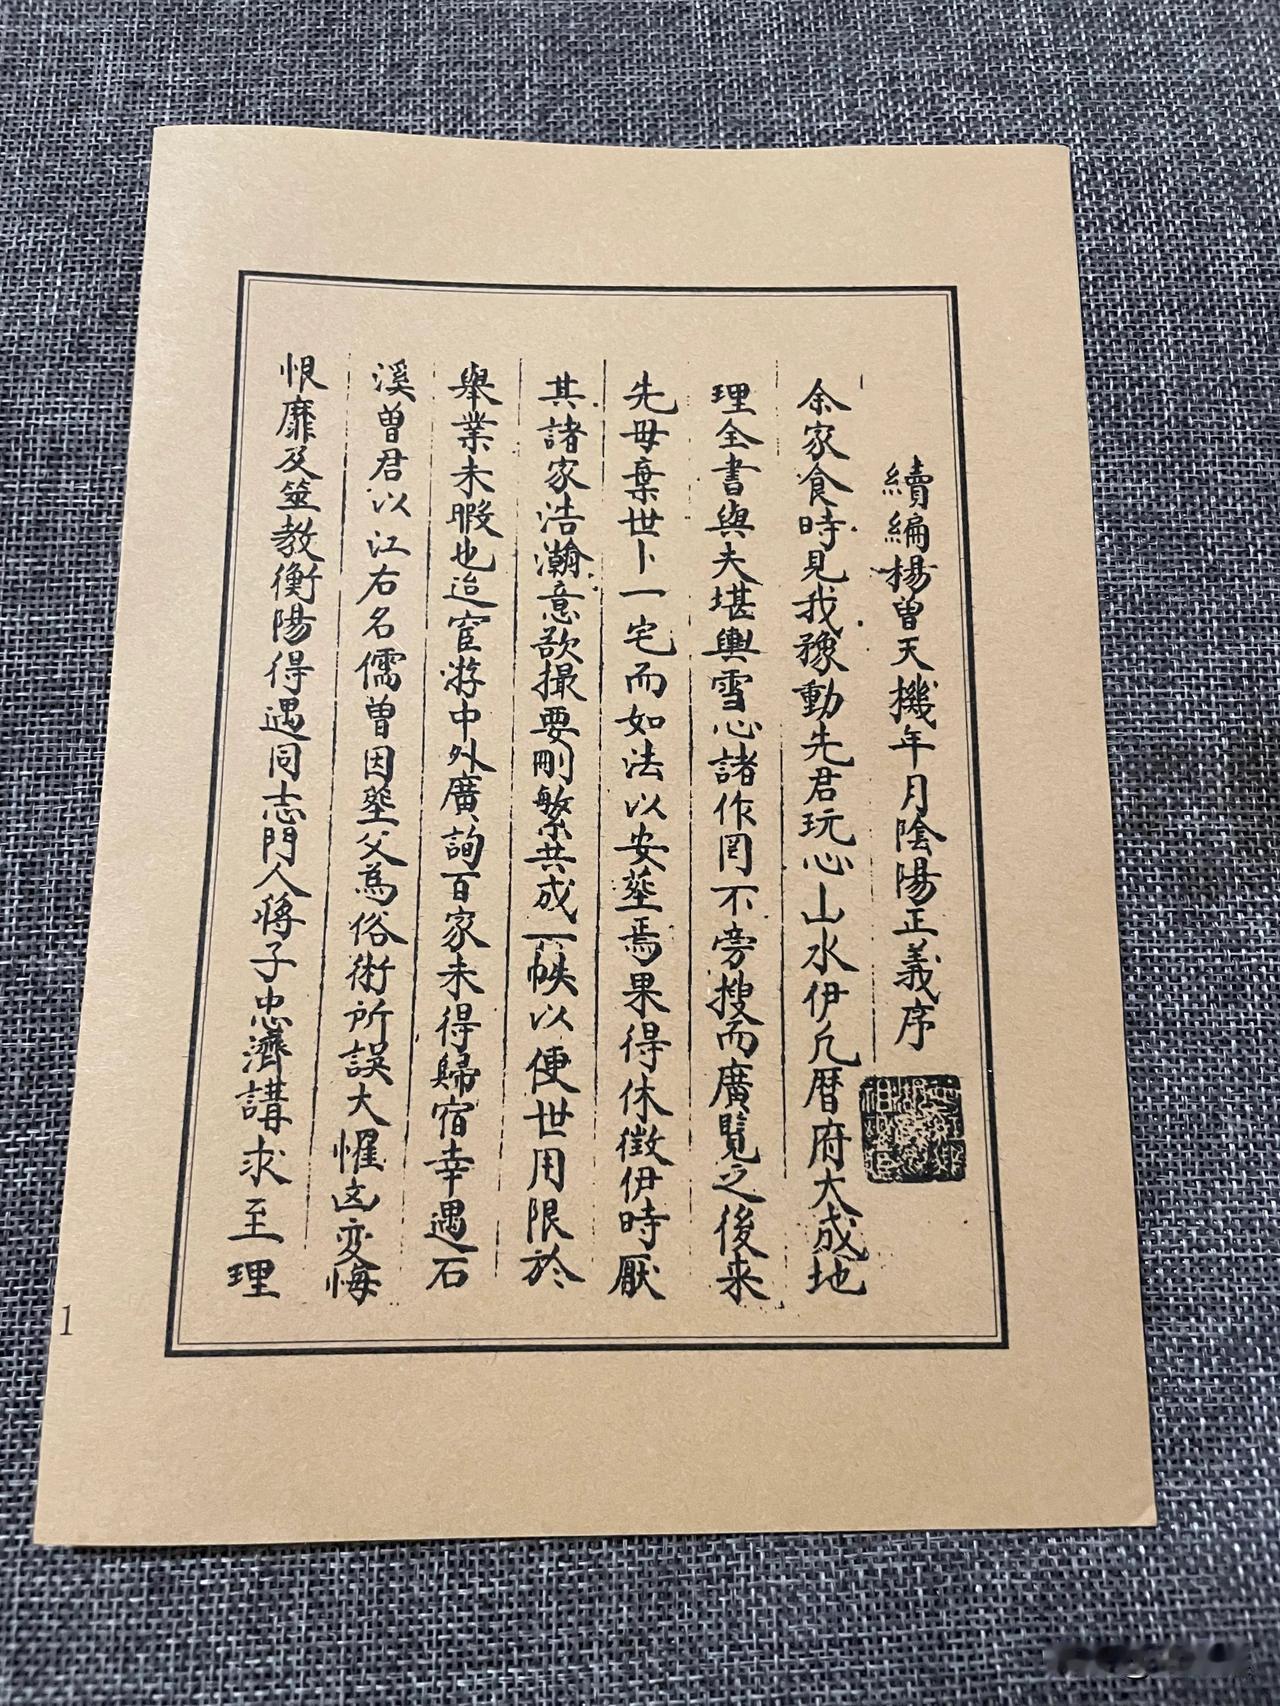 續編楊曾天機年月陰陽正義序
余家食時見我豫動先君玩心山水伊凢曆府大成地
理全書與夫堪輿雪心諸作罔不旁搜而廣覽之後来
先母棄世卜一宅而如法以安塟焉果得休徵伊時厭
其諸家浩瀚意欲撮要刪繁共成一帙以便世用限於
舉業未暇也迨宦游中外廣詢百家未得歸宿幸遇石
溪曾君以江右名儒曾因塟父為俗術所誤大懼這变悔
恨靡及筮教衡陽得遇同志門人蔣子忠濟講求至理
1